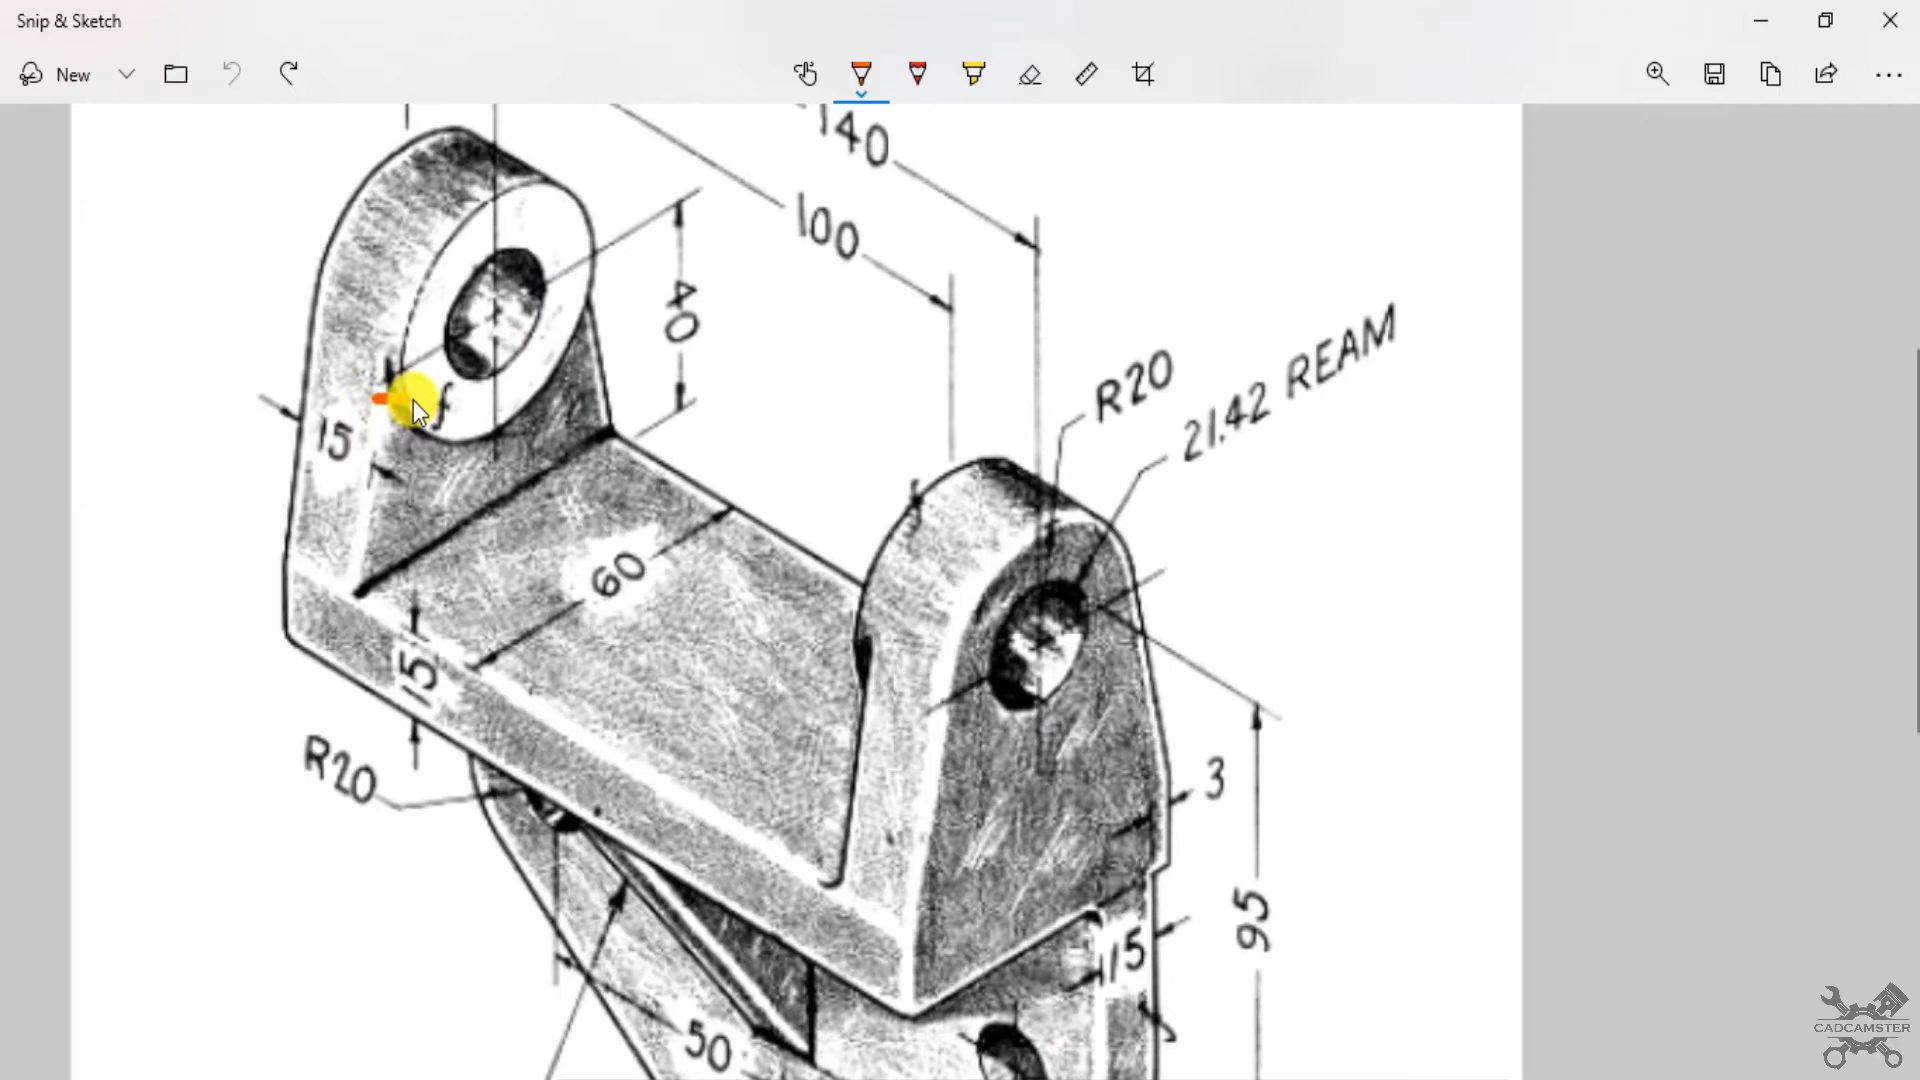 Snip & Sketch
New
140
100
40
R20
21.42 REAM
f
15
60
15
R20
3
95
15
50
CADCAMSTER